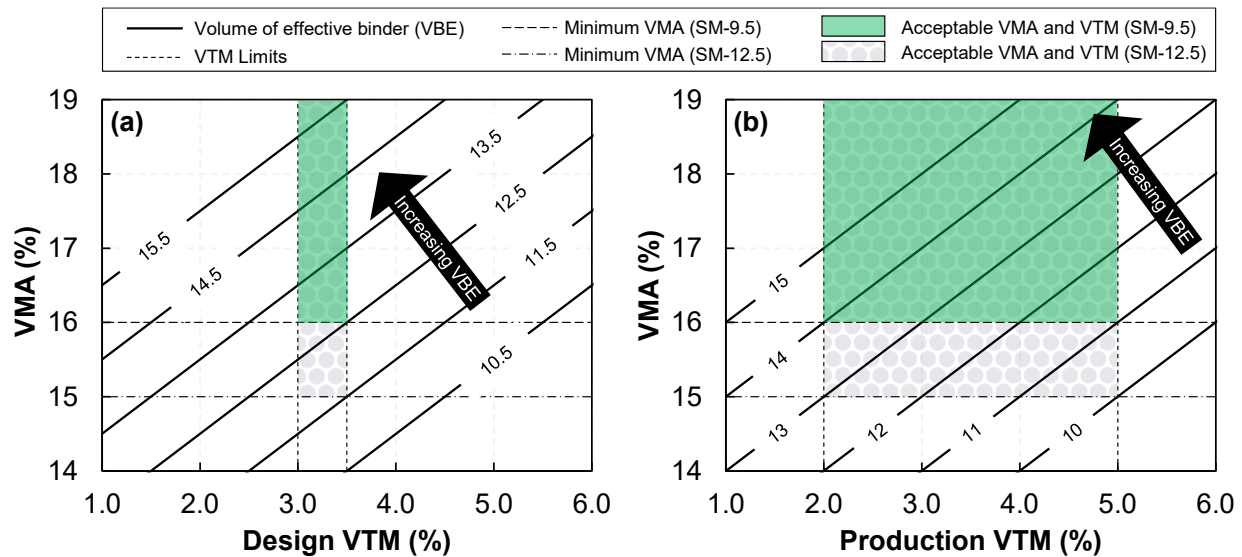 Volume of effective binder (VBE)
Minimum VMA (SM-9.5)
Acceptable VMA and VTM (SM-9.5)
VTM Limits
Minimum VMA (SM-12.5)
Acceptable VMA and VTM (SM-12.5)
(a)
VMA (%)
19
18
17
16
15
14
15.5
14.5
13.5
12.5
11.5
10.5
Increasing VBE
1.0 2.0 3.0 4.0 5.0 6.0
Design VTM (%)
(b)
VMA (%)
19
18
17
16
15
14
15
14
13
12
11
10
Increasing VBE
1.0 2.0 3.0 4.0 5.0 6.0
Production VTM (%)